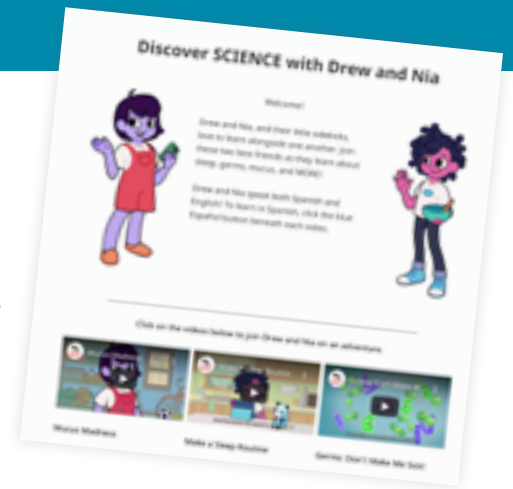 Discover SCIENCE with Drew and Nia
Welcome!
Drew and Nia, and their little sidekicks,
love to learn alongside one another. Join
these two best friends as they learn about
sleep, germs, mucus, and MORE!
Drew and Nia speak both Spanish and
English! To learn in Spanish, click the blue
Español button beneath each video.
Click on the videos below to join Drew and Nia on an adventure.
Mucus Madness
Make a Sleep Routine
Germs: Don't Make Me Sick!